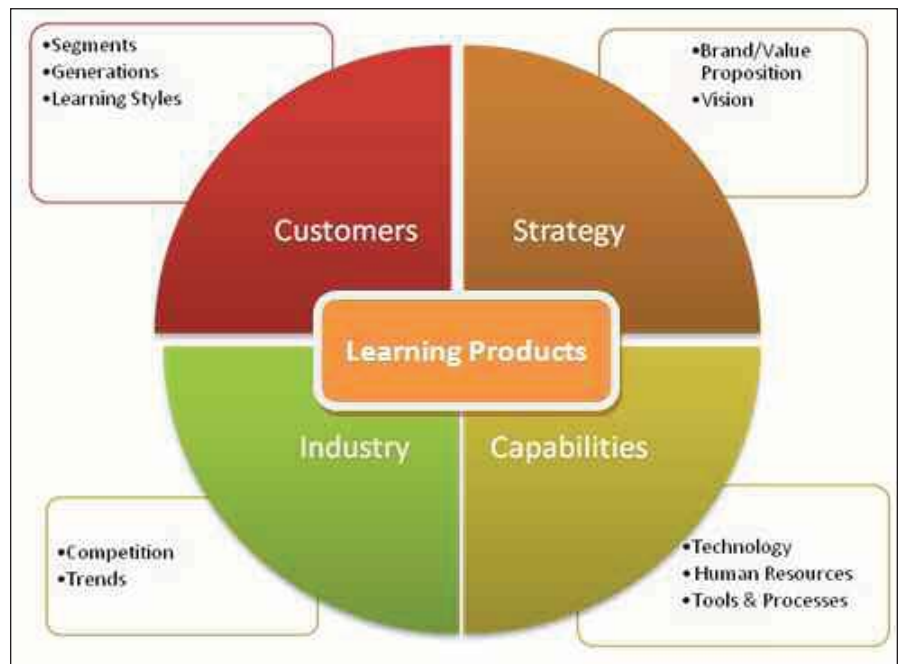 •Segments
•Generations
•Learning Styles
•Brand/Value
Proposition
•Vision
Customers
Strategy
Learning Products
Industry
Capabilities
•Competition
•Trends
•Technology
•Human Resources
•Tools & Processes